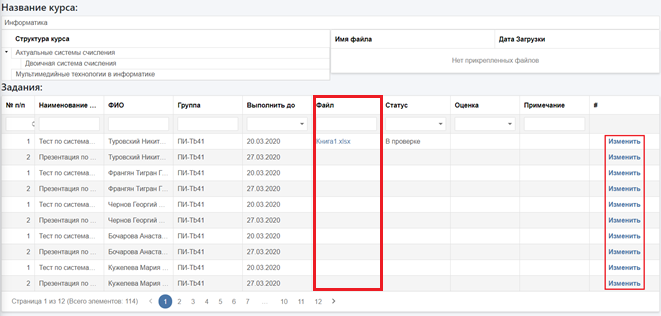 Название курса:
Информатика
Структура курса
Имя файла Дата Загрузки
Актуальные системы счисления
Двоичная система счисления
Мультимедийные технологии в информатике
Нет прикрепленных файлов
Задания:
№ п/п Наименование ... ФИО Группа Выполнить до Файл Статус Оценка Примечание #
1 Тест по система... Туровский Никит... ПИ-Тb41 20.03.2020 Книга1.xlsx В проверке Изменить
2 Презентация по ... Туровский Никит... ПИ-Тb41 27.03.2020 Изменить
1 Тест по система... Франгян Тигран Г... ПИ-Тb41 20.03.2020 Изменить
2 Презентация по ... Франгян Тигран Г... ПИ-Тb41 27.03.2020 Изменить
1 Тест по система... Чернов Георгий ... ПИ-Тb41 20.03.2020 Изменить
2 Презентация по ... Чернов Георгий ... ПИ-Тb41 27.03.2020 Изменить
1 Тест по система... Бочарова Анаста... ПИ-Тb41 20.03.2020 Изменить
2 Презентация по ... Бочарова Анаста... ПИ-Тb41 27.03.2020 Изменить
1 Тест по система... Кужелева Мария ... ПИ-Тb41 20.03.2020 Изменить
2 Презентация по ... Кужелева Мария ... ПИ-Тb41 27.03.2020 Изменить
Страница 1 из 12 (Всего элементов: 114) < 1 2 3 4 5 6 7 ... 10 11 12 >